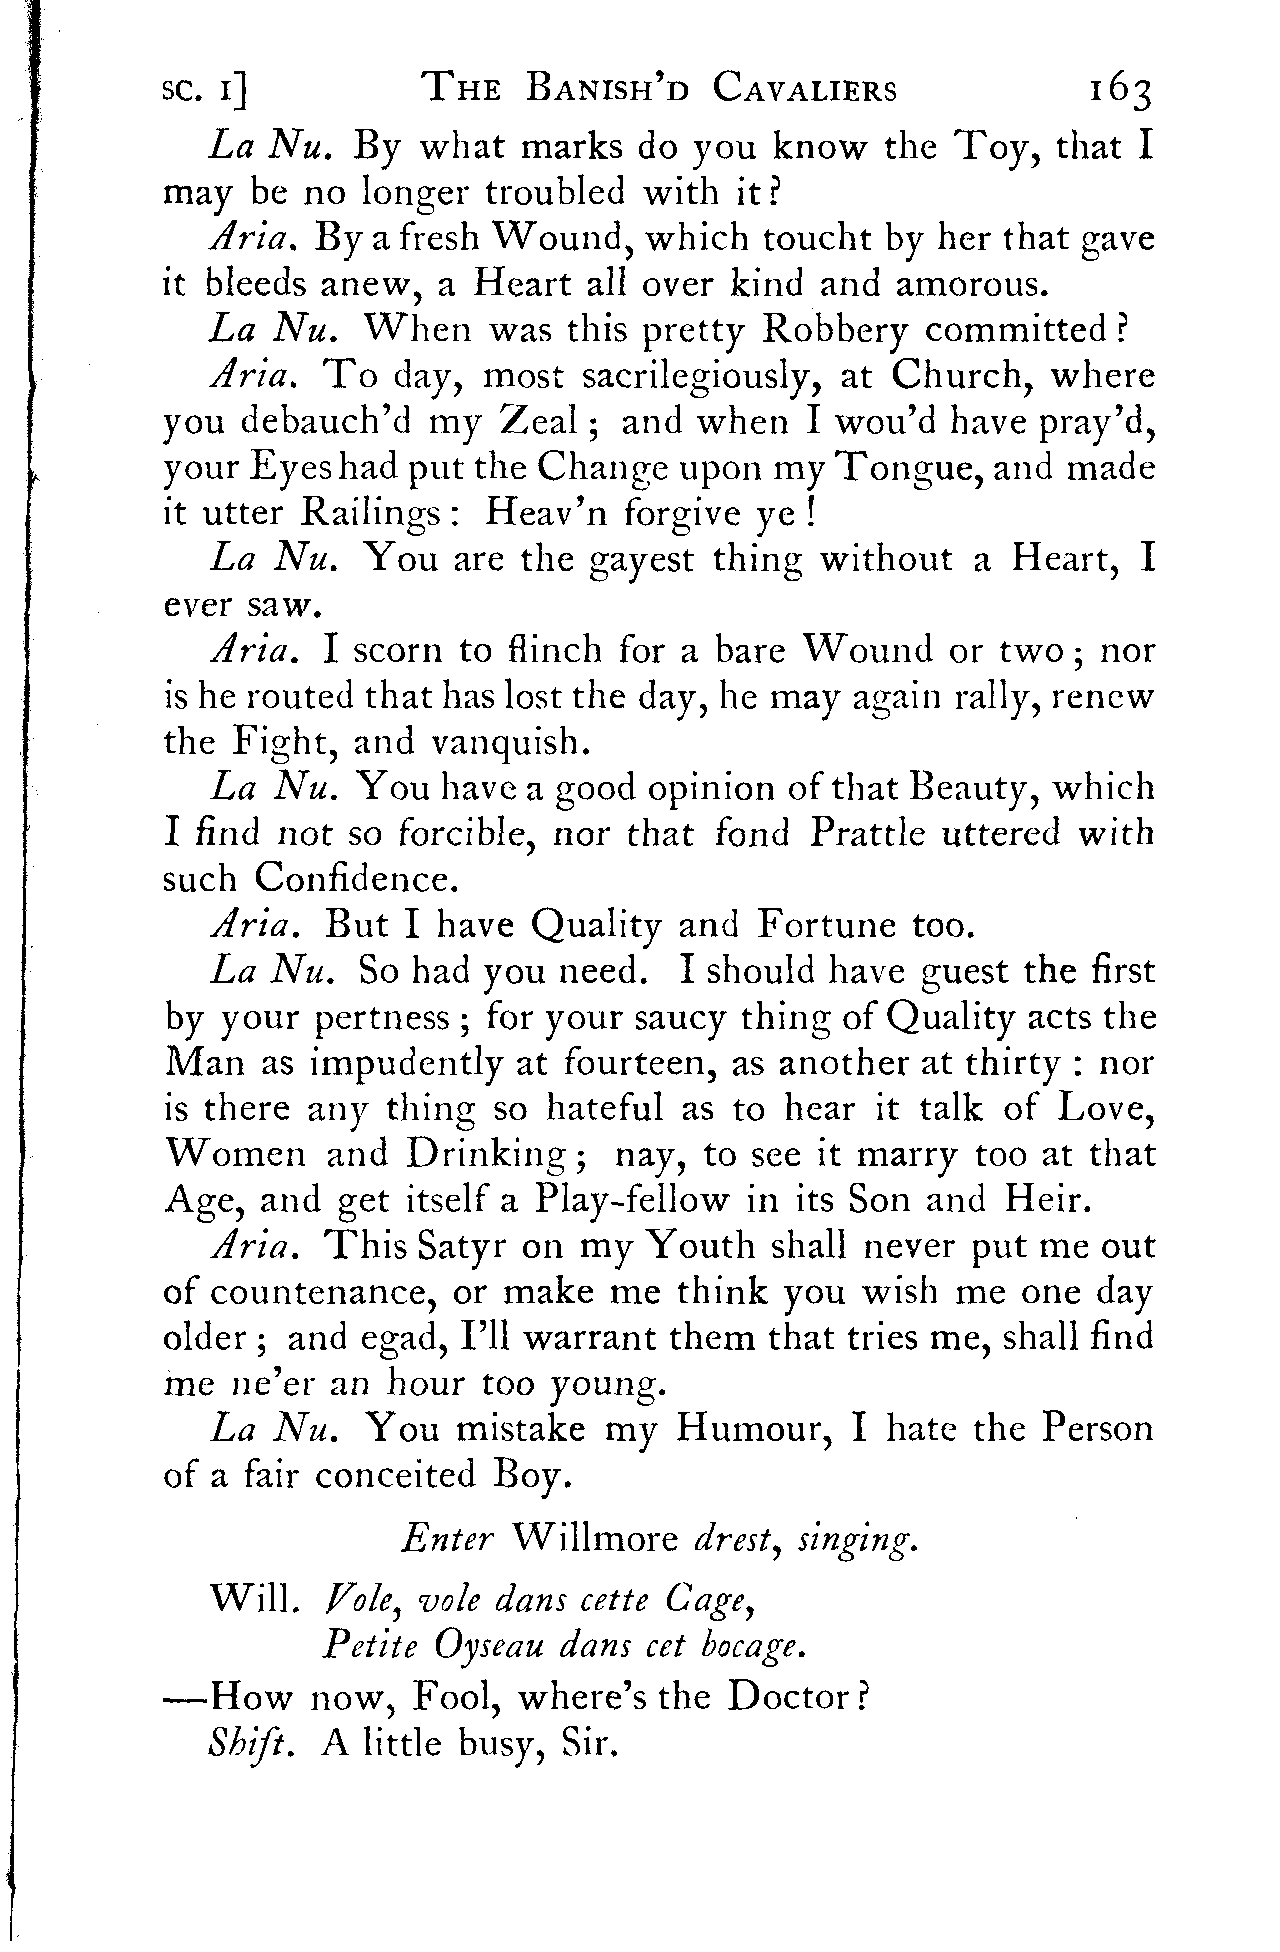 SC. I] THE BANISH'D CAVALIERS 163
La Nu. By what marks do you know the Toy, that I
may be no longer troubled with it?
Aria. By a fresh Wound, which toucht by her that gave
it bleeds anew, a Heart all over kind and amorous.
La Nu. When was this pretty Robbery committed?
Aria. To day, most sacrilegiously, at Church, where
you debauch'd my Zeal; and when I wou'd have pray'd,
your Eyes had put the Change upon my Tongue, and made
it utter Railings: Heav'n forgive ye!
La Nu. You are the gayest thing without a Heart, I
ever saw.
Aria. I scorn to flinch for a bare Wound or two; nor
is he routed that has lost the day, he may again rally, renew
the Fight, and vanquish.
La Nu. You have a good opinion of that Beauty, which
I find not so forcible, nor that fond Prattle uttered with
such Confidence.
Aria. But I have Quality and Fortune too.
La Nu. So had you need. I should have guest the first
by your pertness; for your saucy thing of Quality acts the
Man as impudently at fourteen, as another at thirty: nor
is there any thing so hateful as to hear it talk of Love,
Women and Drinking; nay, to see it marry too at that
Age, and get itself a Play-fellow in its Son and Heir.
Aria. This Satyr on my Youth shall never put me out
of countenance, or make me think you wish me one day
older; and egad, I'll warrant them that tries me, shall find
me ne'er an hour too young.
La Nu. You mistake my Humour, I hate the Person
of a fair conceited Boy.
Enter Willmore drest, singing.
Will. Vole, vole dans cette Cage,
Petite Oyseau dans cet bocage.
—How now, Fool, where's the Doctor?
Shift. A little busy, Sir.